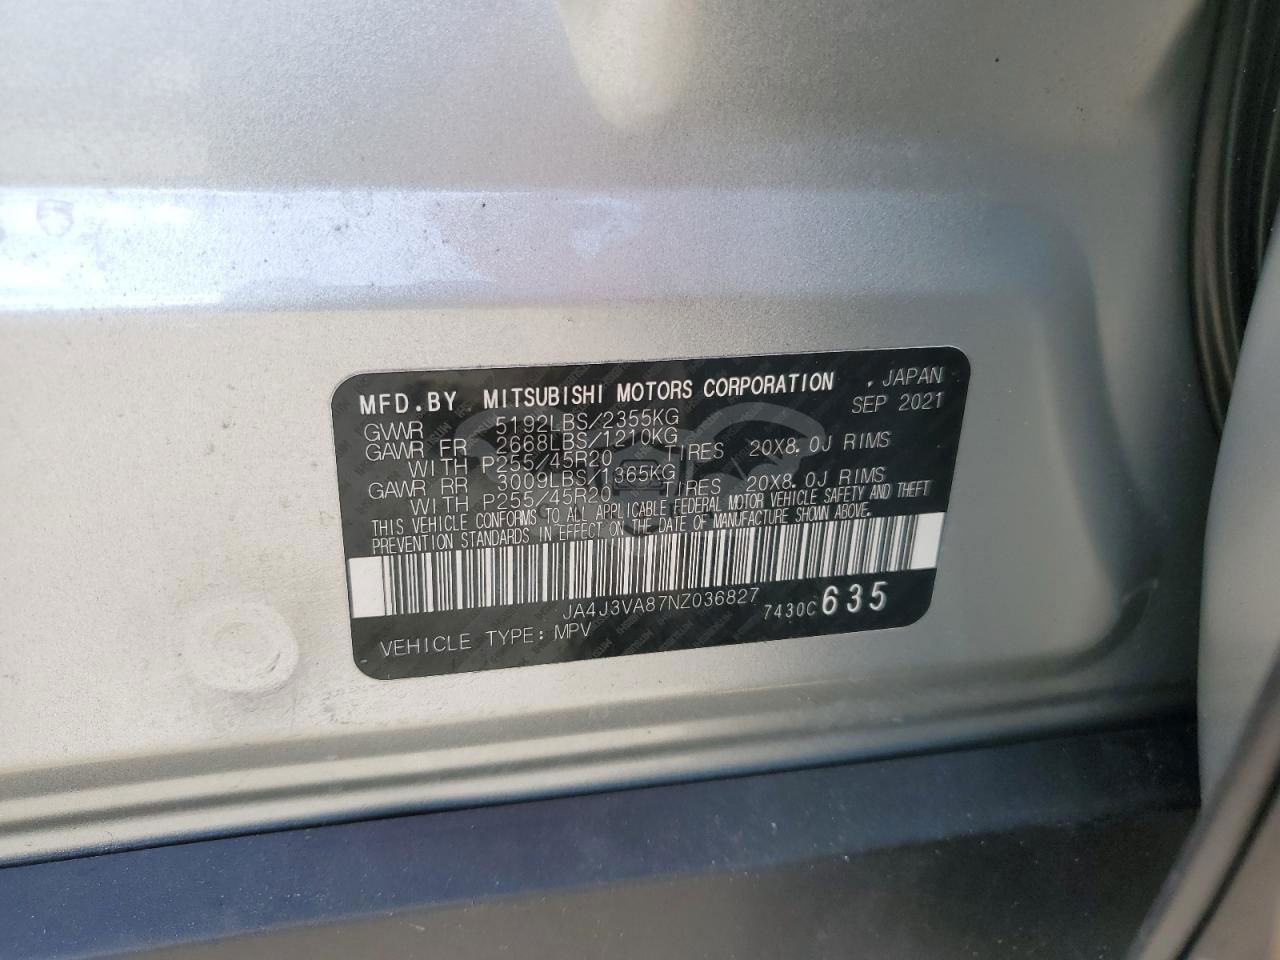 MFD.BY MITSUBISHI MOTORS CORPORATION . JAPAN
SEP 2021
GVWR 5192LBS/2355KG
GAWR FR 2668LBS/1210KG
WITH P255/45R20 TIRES 20X8.0J RIMS
GAWR RR 3009LBS/1365KG
WITH P255/45R20 TIRES 20X8.0J RIMS
THIS VEHICLE CONFORMS TO ALL APPLICABLE FEDERAL MOTOR VEHICLE SAFETY AND THEFT
PREVENTION STANDARDS IN EFFECT ON THE DATE OF MANUFACTURE SHOWN ABOVE.
JA4J3VA87NZ036827 7430C 635
VEHICLE TYPE: MPV